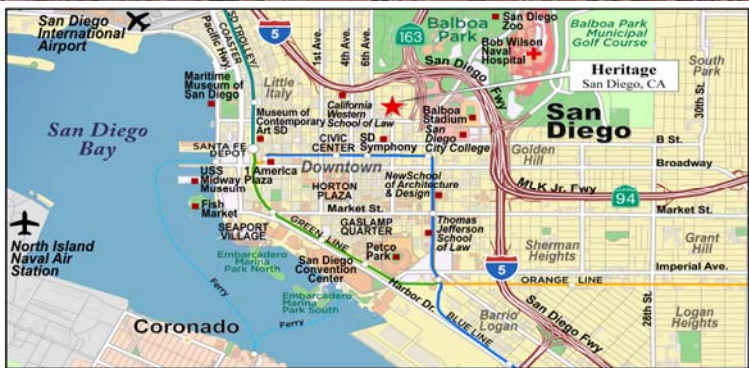 San Diego
International
Airport
Pacific Hwy.
COASTER
SD TROLLEY
5
1st Ave.
4th Ave.
6th Ave.
163
Balboa
Park
San Diego
Zoo
Bob Wilson
Naval
Hospital
Balboa Park
Municipal
Golf Course
South
Park
30th St.
San Diego Fwy
Heritage
San Diego, CA
Little
Italy
Maritime
Museum of
San Diego
California
Western
School of Law
Museum of
Contemporary
Art SD
Balboa
Stadium
San
Diego
City College
San
Diego
San Diego
Bay
SANTA FE
DEPOT
CIVIC
CENTER
SD
Symphony
Golden
Hill
B St.
Broadway
Downtown
USS
Midway
Museum
1 America
Plaza
HORTON
PLAZA
NewSchool
of Architecture
& Design
MLK Jr. Fwy
94
Fish
Market
Market St.
Market St.
SEAPORT
VILLAGE
GREEN LINE
GASLAMP
QUARTER
Thomas
Jefferson
School
of Law
North Island
Naval Air
Station
Petco
Park
Sherman
Heights
Grant
Hill
Embarcadero
Marina
Park North
San Diego
Convention
Center
Imperial Ave.
5
ORANGE LINE
Ferry
Embarcadero
Marina
Park South
Harbor Dr.
Ferry
BLUE LINE
Barrio
Logan
San Diego Fwy
28th St.
Logan
Heights
Coronado